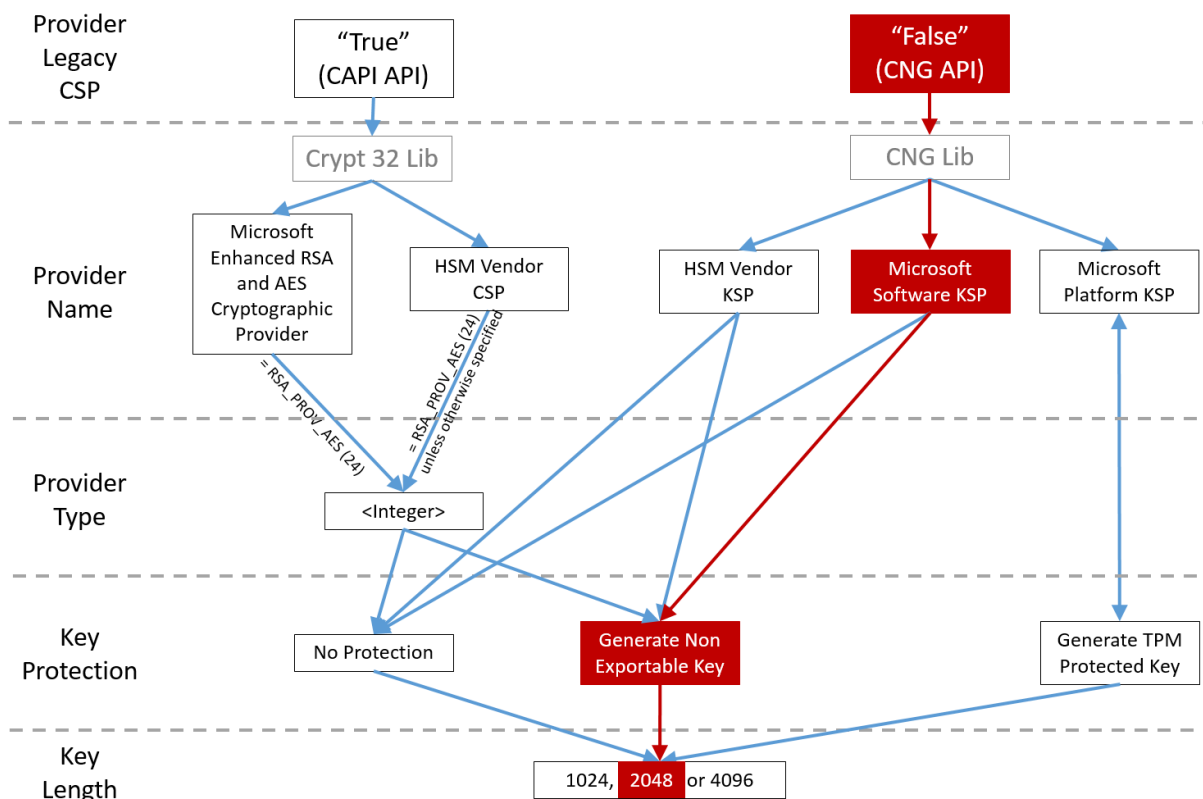 Provider
Legacy
CSP
“True”
(CAPI API)
“False”
(CNG API)
Crypt 32 Lib
CNG Lib
Provider
Name
Microsoft
Enhanced RSA
and AES
Cryptographic
Provider
HSM Vendor
CSP
HSM Vendor
KSP
Microsoft
Software KSP
Microsoft
Platform KSP
= RSA_PROV_AES (24)
= RSA_PROV_AES (24)
unless otherwise specified
Provider
Type
<Integer>
Key
Protection
No Protection
Generate Non
Exportable Key
Generate TPM
Protected Key
Key
Length
1024, 2048 or 4096